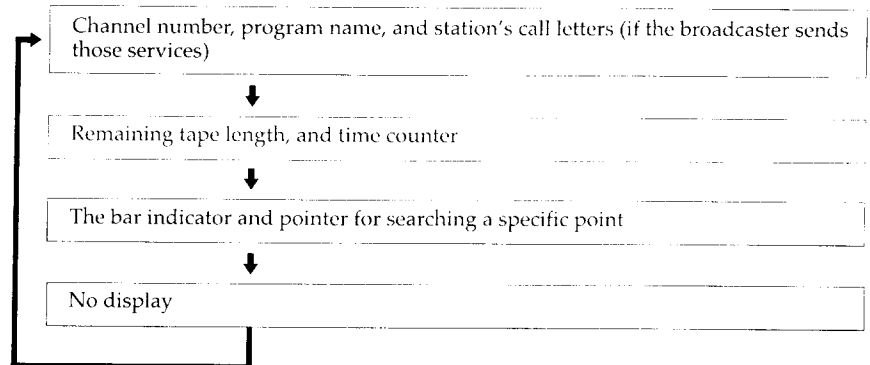 Channel number, program name, and station's call letters (if the broadcaster sends
those services)
Remaining tape length, and time counter
The bar indicator and pointer for searching a specific point
No display